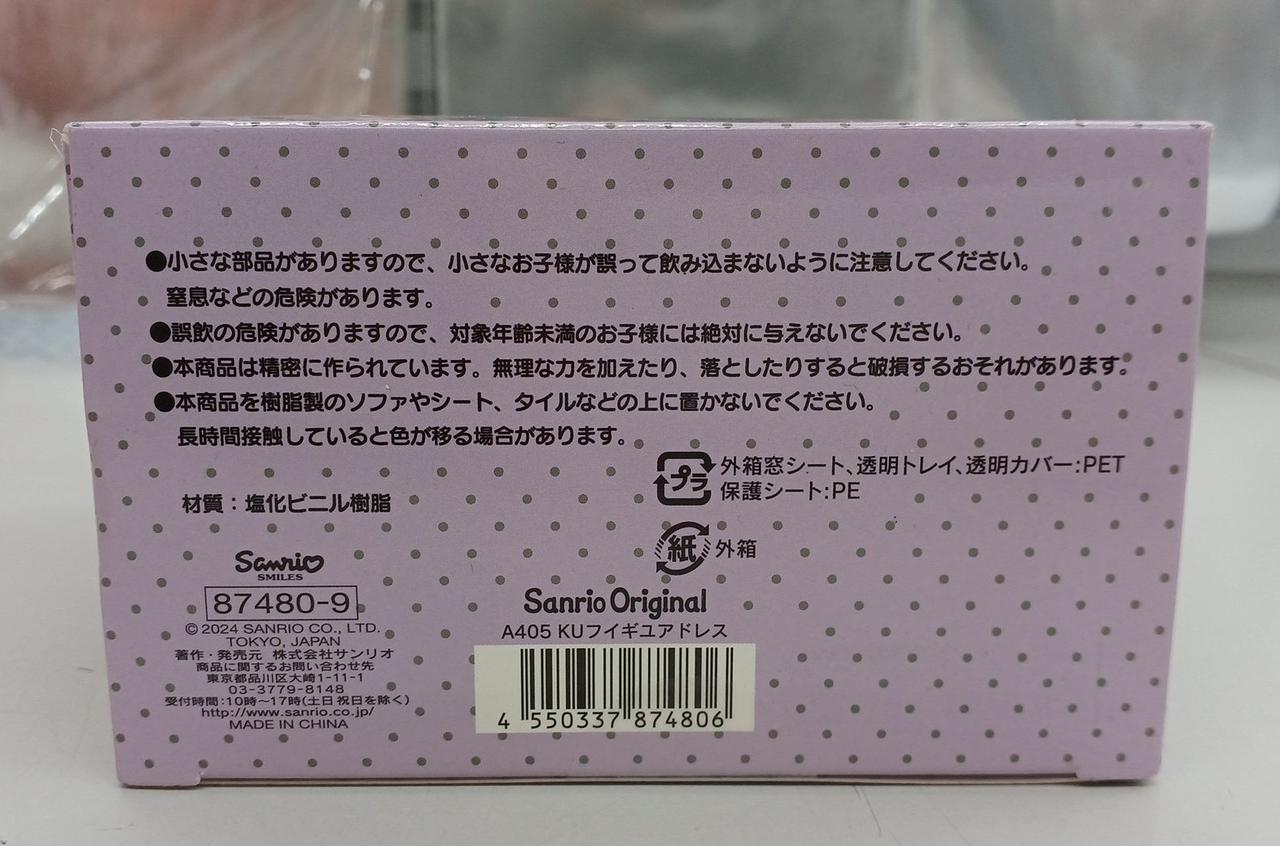 ●小さな部品がありますので、小さなお子様が誤って飲み込まないように注意してください。
窒息などの危険があります。
●誤飲の危険がありますので、対象年齢未満のお子様には絶対に与えないでください。
●本商品は精密に作られています。無理な力を加えたり、落としたりすると破損するおそれがあります。
●本商品を樹脂製のソファやシート、タイルなどの上に置かないでください。
長時間接触していると色が移る場合があります。
プラ 外箱窓シート、透明トレイ、透明カバー:PET
保護シート:PE
材質:塩化ビニル樹脂
紙 外箱
Sanrio
SMILES
87480-9
© 2024 SANRIO CO., LTD.
TOKYO, JAPAN
著作・発売元 株式会社サンリオ
商品に関するお問い合わせ先
東京都品川区大崎1-11-1
03-3779-8148
受付時間:10時~17時(土日祝日を除く)
http://www.sanrio.co.jp/
MADE IN CHINA
Sanrio Original
A405 KUフイギユアドレス
4 550337 874806